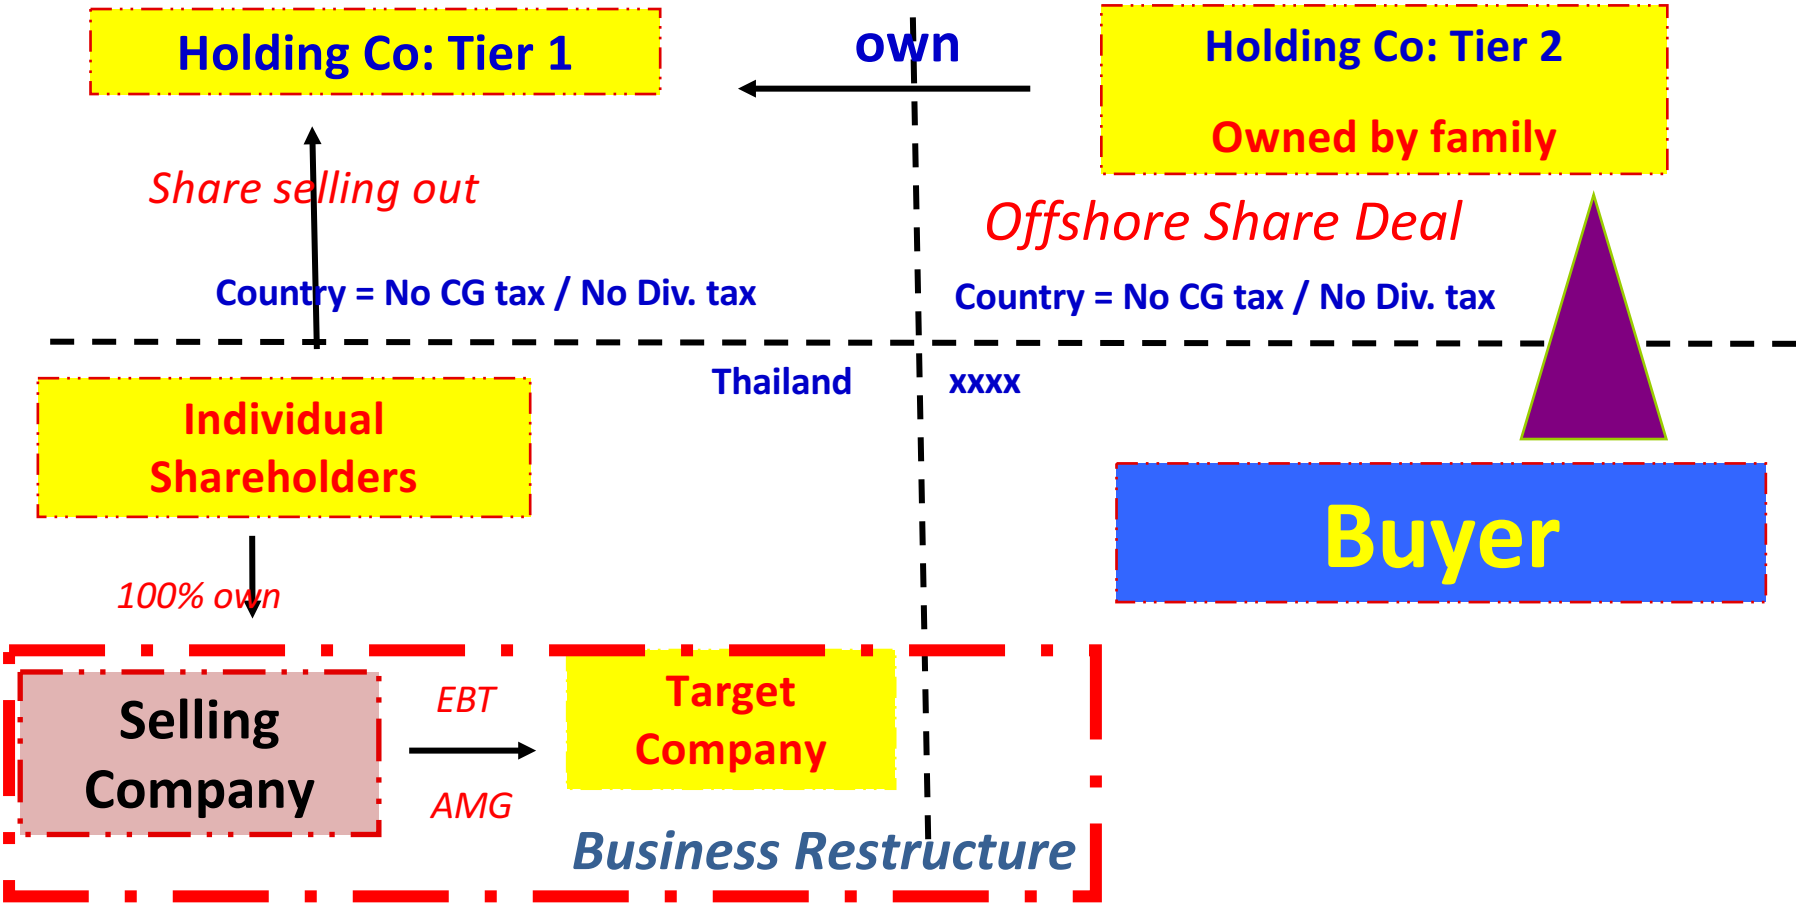 Holding Co: Tier 1
own
Holding Co: Tier 2
Owned by family
Share selling out
Offshore Share Deal
Country = No CG tax / No Div. tax
Country = No CG tax / No Div. tax
Thailand
xxxx
Individual
Shareholders
Buyer
100% own
Selling
Company
EBT
AMG
Target
Company
Business Restructure